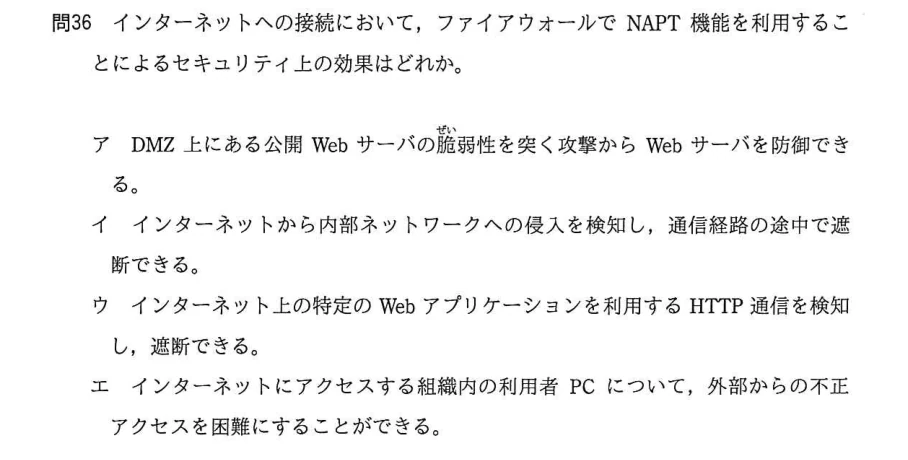 問36　インターネットへの接続において，ファイアウォールで NAPT 機能を利用するこ
とによるセキュリティ上の効果はどれか。
ぜい
ア　DMZ 上にある公開 Web サーバの脆弱性を突く攻撃から Web サーバを防御でき
る。
イ　インターネットから内部ネットワークへの侵入を検知し，通信経路の途中で遮
断できる。
ウ　インターネット上の特定の Web アプリケーションを利用する HTTP 通信を検知
し，遮断できる。
エ　インターネットにアクセスする組織内の利用者 PC について，外部からの不正
アクセスを困難にすることができる。